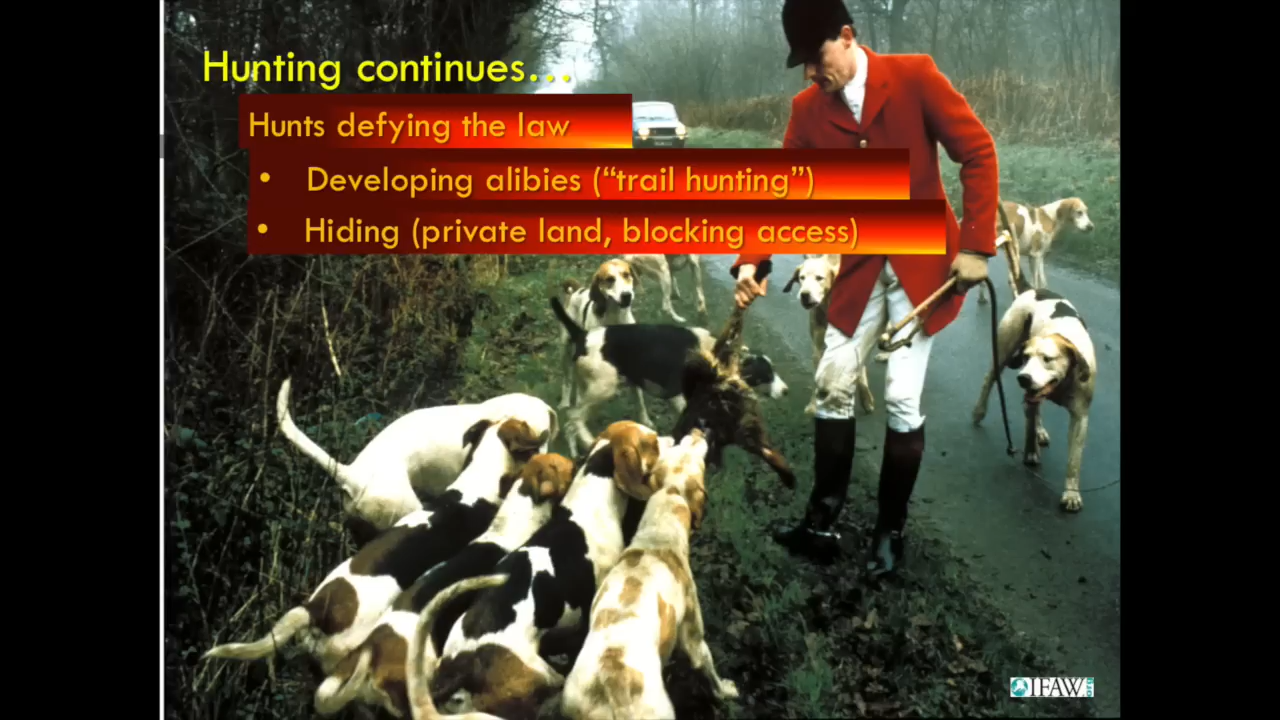 Hunting continues...
Hunts defying the law
• Developing alibies (“trail hunting”)
• Hiding (private land, blocking access)
IFAW